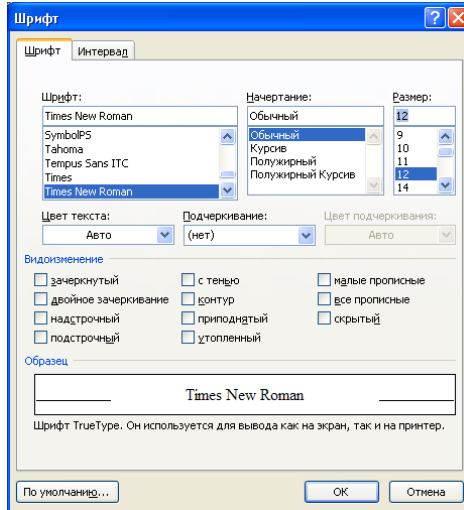 Шрифт
Шрифт Интервал
Шрифт: Начертание: Размер:
Times New Roman Обычный 12
SymbolPS Обычный 9
Tahoma Курсив 10
Tempus Sans ITC Полужирный 11
Times Полужирный Курсив 12
Times New Roman 14
Цвет текста: Подчеркивание: Цвет подчеркивания:
Авто (нет) Авто
Видоизменение
зачеркнутый с тенью малые прописные
двойное зачеркивание контур все прописные
надстрочный приподнятый скрытый
подстрочный утопленный
Образец
Times New Roman
Шрифт TrueType. Он используется для вывода как на экран, так и на принтер.
По умолчанию... ОК Отмена